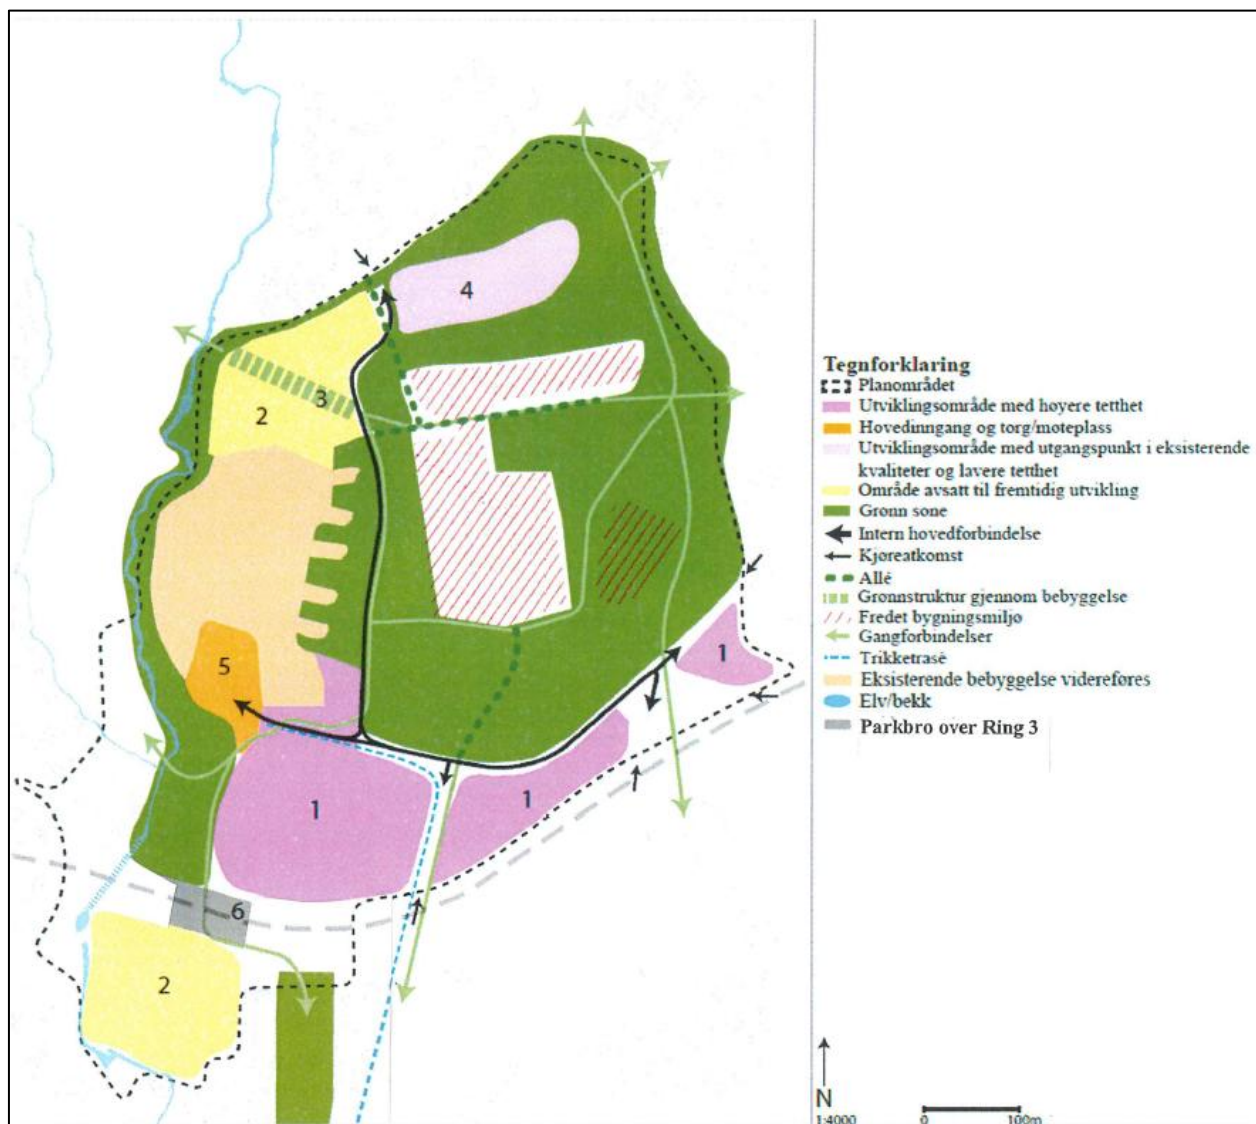 4
3
2
5
1
1
1
6
2
Tegnforklaring
Planområdet
Utviklingsområde med høyere tetthet
Hovedinngang og torg/møteplass
Utviklingsområde med utgangspunkt i eksisterende
kvaliteter og lavere tetthet
Område avsatt til fremtidig utvikling
Grønn sone
Intern hovedforbindelse
Kjøreatkomst
Allé
Grønnstruktur gjennom bebyggelse
Fredet bygningsmiljø
Gangforbindelser
Trikketrasé
Eksisterende bebyggelse videreføres
Elv/bekk
Parkbro over Ring 3
N
1:4000
0 100m